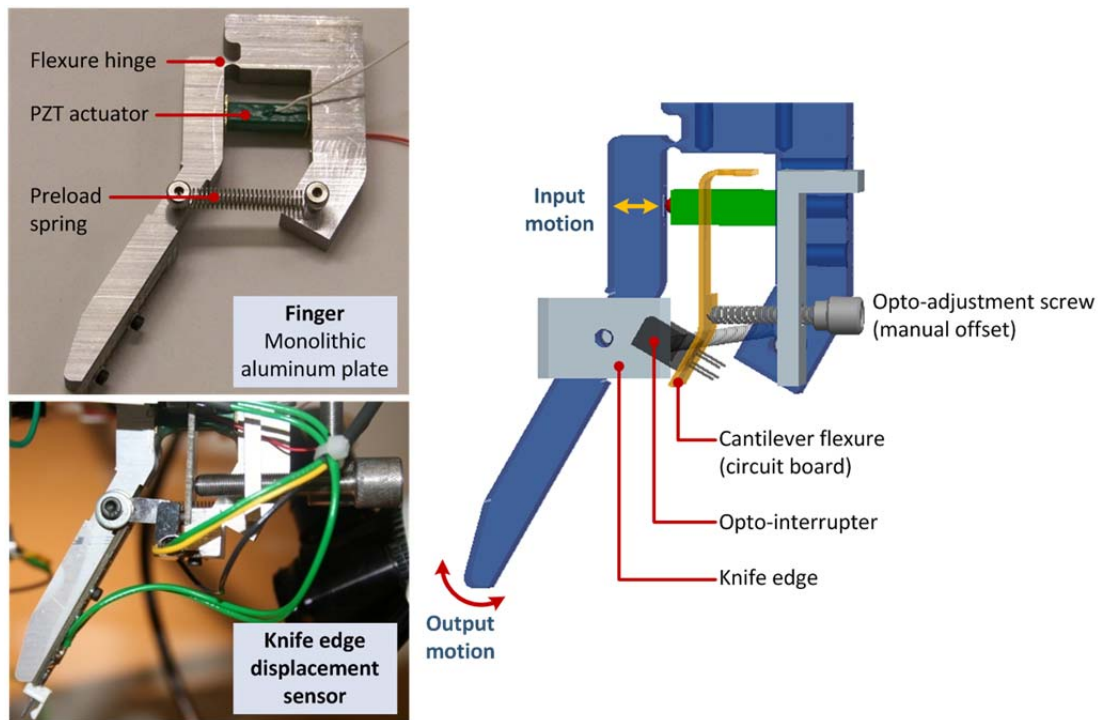 Flexure hinge
PZT actuator
Preload
spring
Finger
Monolithic
aluminum plate
Knife edge
displacement
sensor
Input
motion
Opto-adjustment screw
(manual offset)
Cantilever flexure
(circuit board)
Opto-interrupter
Knife edge
Output
motion